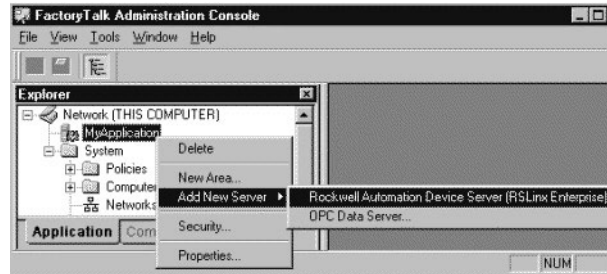 FactoryTalk Administration Console
File View Tools Window Help
Explorer
Network (THIS COMPUTER)
MyApplication
System
Policies
Computer
Networks
Application Com
Delete
New Area...
Add New Server
Security...
Properties...
Rockwell Automation Device Server (RSLinx Enterprise)
OPC Data Server...
NUM